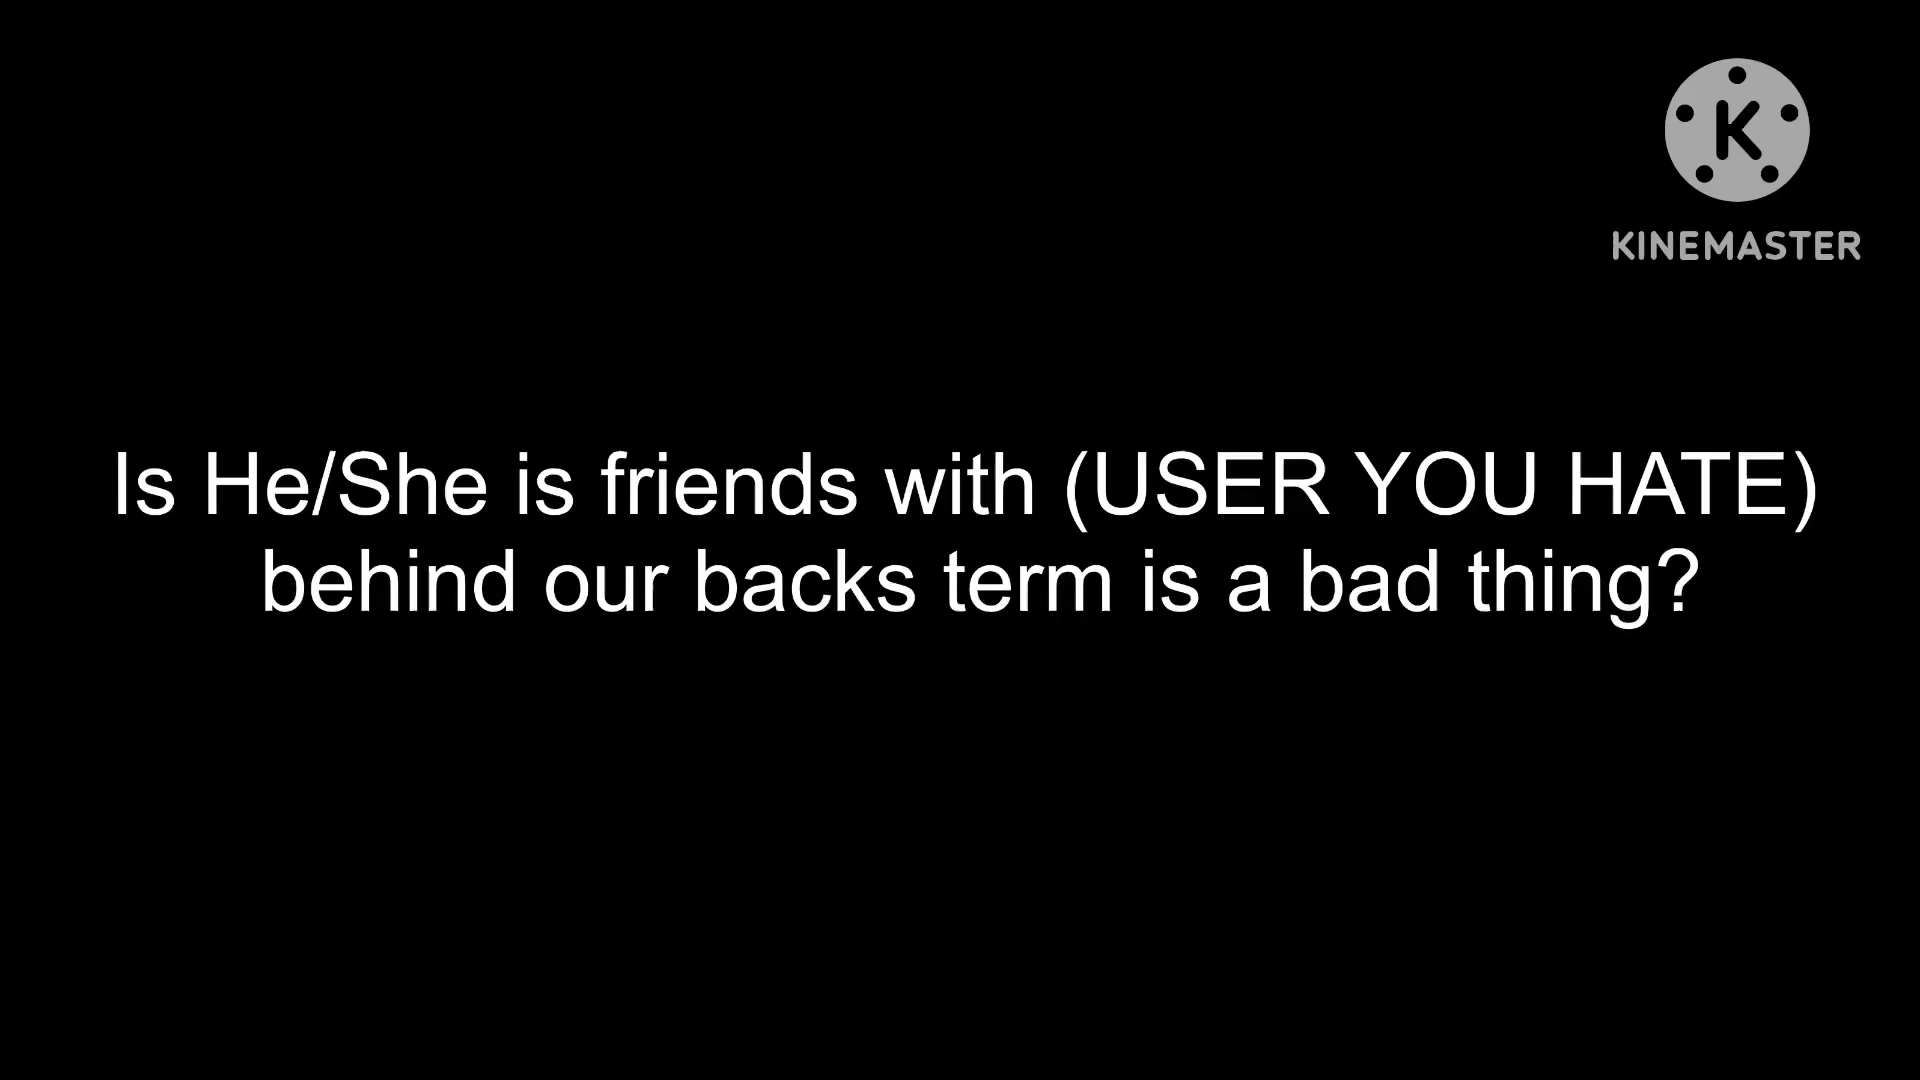 K
KINEMASTER
Is He/She is friends with (USER YOU HATE)
behind our backs term is a bad thing?